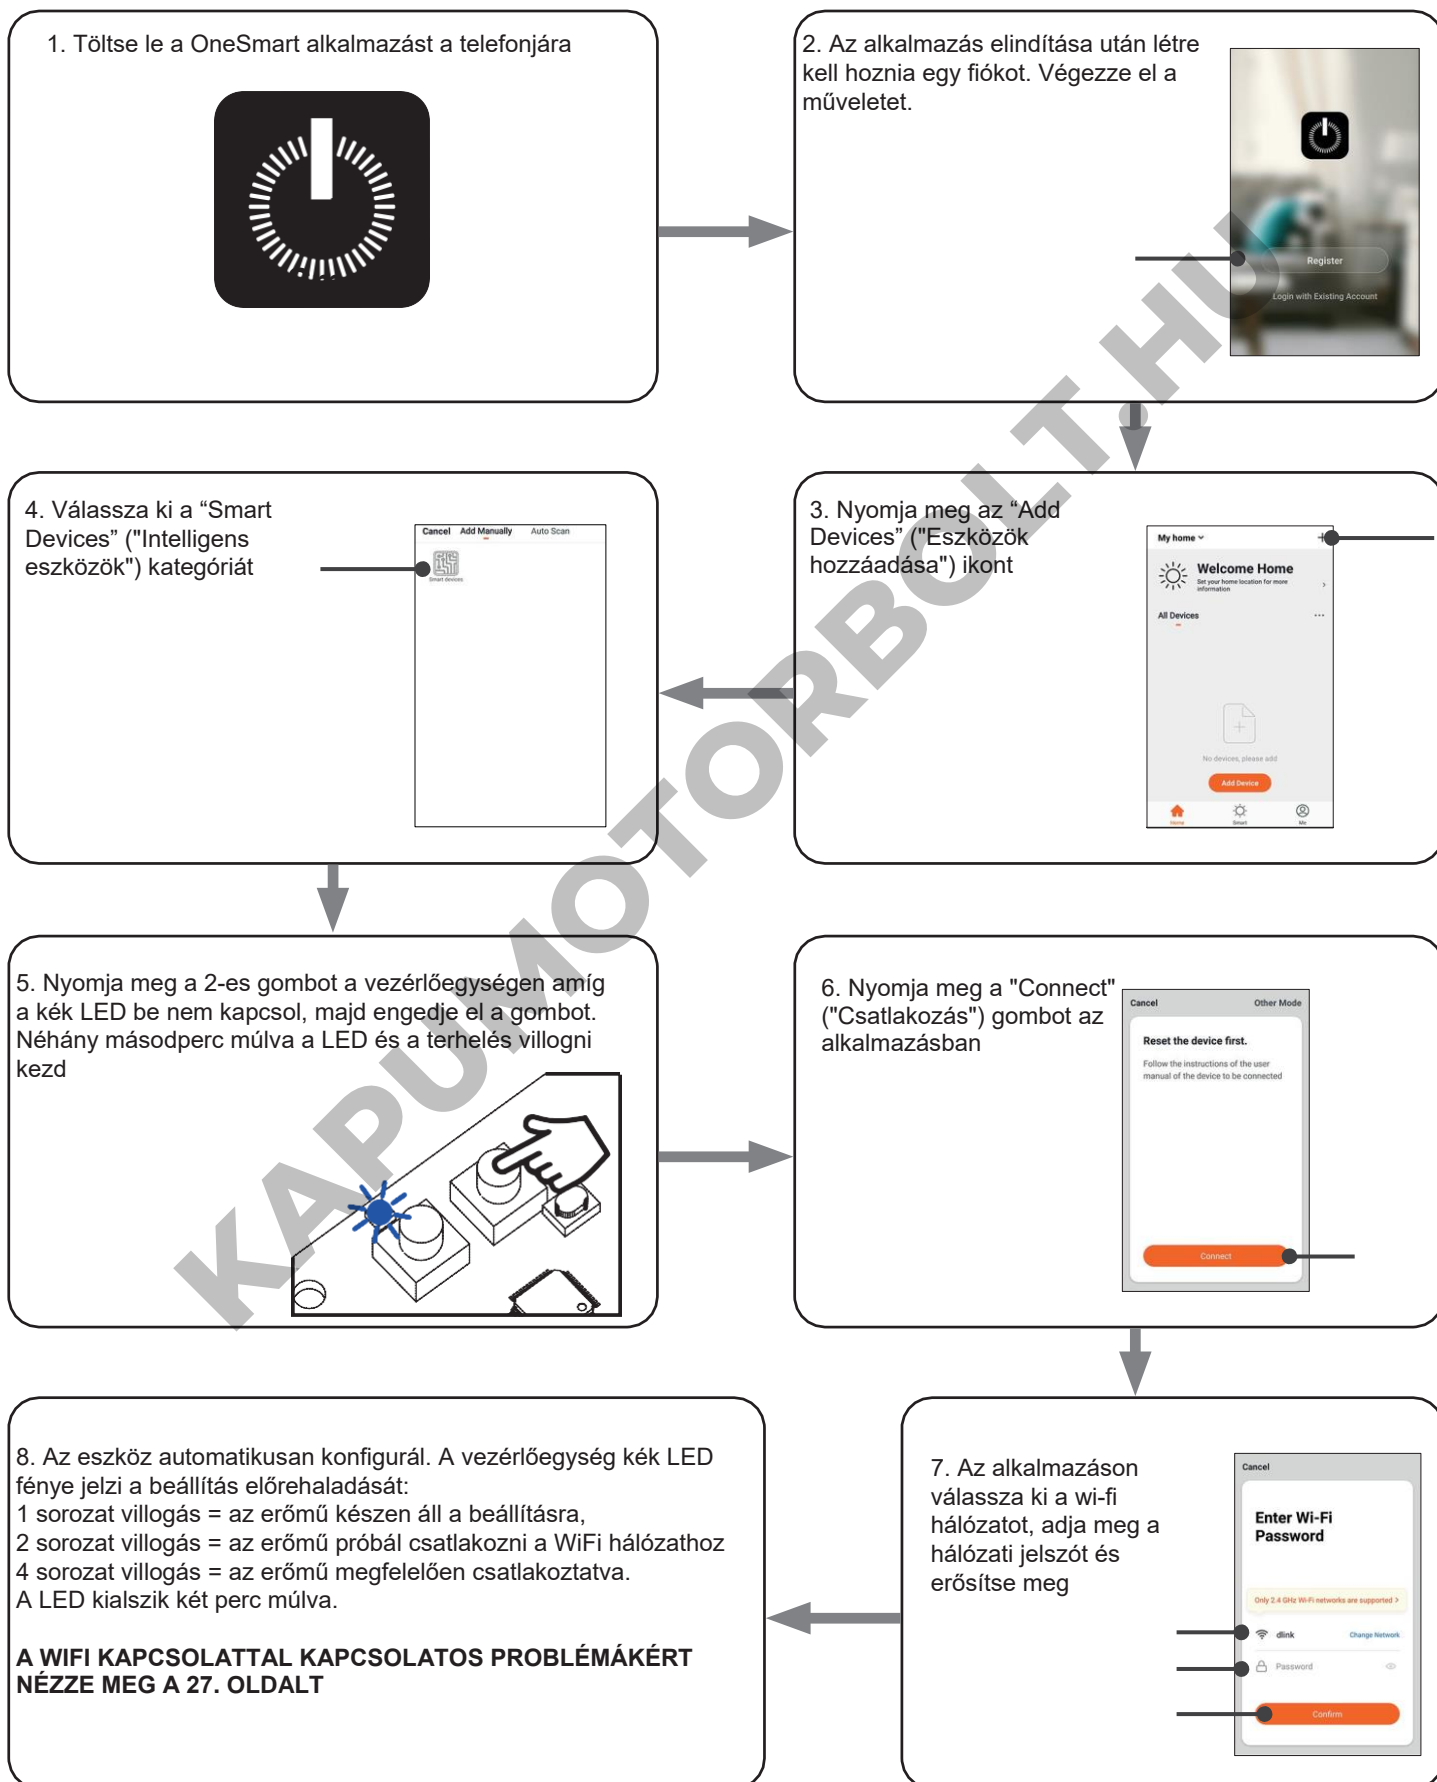 1. Töltse le a OneSmart alkalmazást a telefonjára
2. Az alkalmazás elindítása után létre
kell hoznia egy fiókot. Végezze el a
műveletet.
Register
Login with Existing Account
3. Nyomja meg az “Add
Devices” ("Eszközök
hozzáadása") ikont
My home
Welcome Home
Set your home location for more
information
All Devices
No devices, please add
Add Device
Home
Smart
Me
4. Válassza ki a “Smart
Devices” ("Intelligens
eszközök") kategóriát
Cancel Add Manually Auto Scan
Smart devices
5. Nyomja meg a 2-es gombot a vezérlőegységen amíg
a kék LED be nem kapcsol, majd engedje el a gombot.
Néhány másodperc múlva a LED és a terhelés villogni
kezd
6. Nyomja meg a "Connect"
("Csatlakozás") gombot az
alkalmazásban
Cancel Other Mode
Reset the device first.
Follow the instructions of the user
manual of the device to be connected
Connect
7. Az alkalmazáson
válassza ki a wi-fi
hálózatot, adja meg a
hálózati jelszót és
erősítse meg
Cancel
Enter Wi-Fi
Password
Only 2.4 GHz Wi-Fi networks are supported >
dlink Change Network
Password
Confirm
8. Az eszköz automatikusan konfigurál. A vezérlőegység kék LED
fénye jelzi a beállítás előrehaladását:
1 sorozat villogás = az erőmű készen áll a beállításra,
2 sorozat villogás = az erőmű próbál csatlakozni a WiFi hálózathoz
4 sorozat villogás = az erőmű megfelelően csatlakoztatva.
A LED kialszik két perc múlva.
A WIFI KAPCSOLATTAL KAPCSOLATOS PROBLÉMÁKÉRT
NÉZZE MEG A 27. OLDALT
KAPUMOTORBOLT.HU